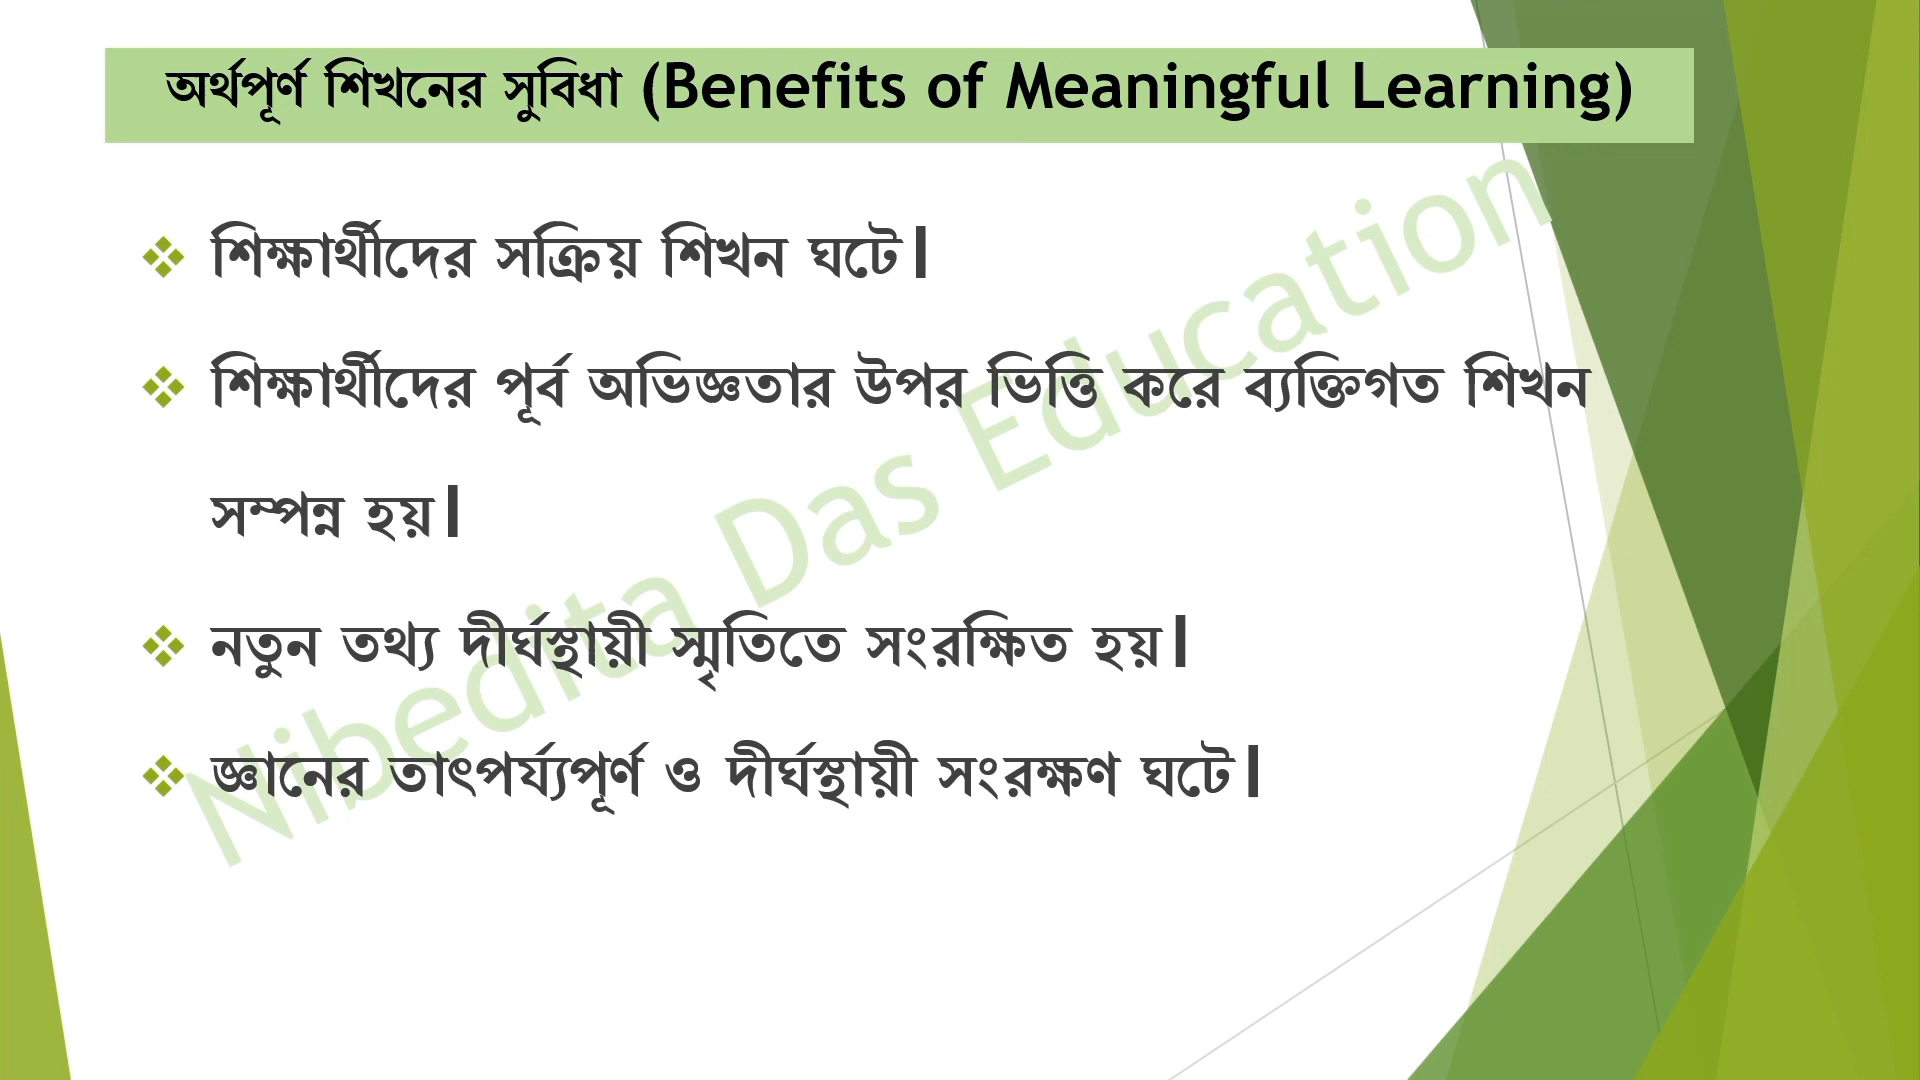 অর্থপূর্ণ শিখনের সুবিধা (Benefits of Meaningful Learning)
শিক্ষার্থীদের সক্রিয় শিখন ঘটে।
শিক্ষার্থীদের পূর্ব অভিজ্ঞতার উপর ভিত্তি করে ব্যক্তিগত শিখন
সম্পন্ন হয়।
নতুন তথ্য দীর্ঘস্থায়ী স্মৃতিতে সংরক্ষিত হয়।
জ্ঞানের তাৎপর্য্যপূর্ণ ও দীর্ঘস্থায়ী সংরক্ষণ ঘটে।
Nibedita Das Education